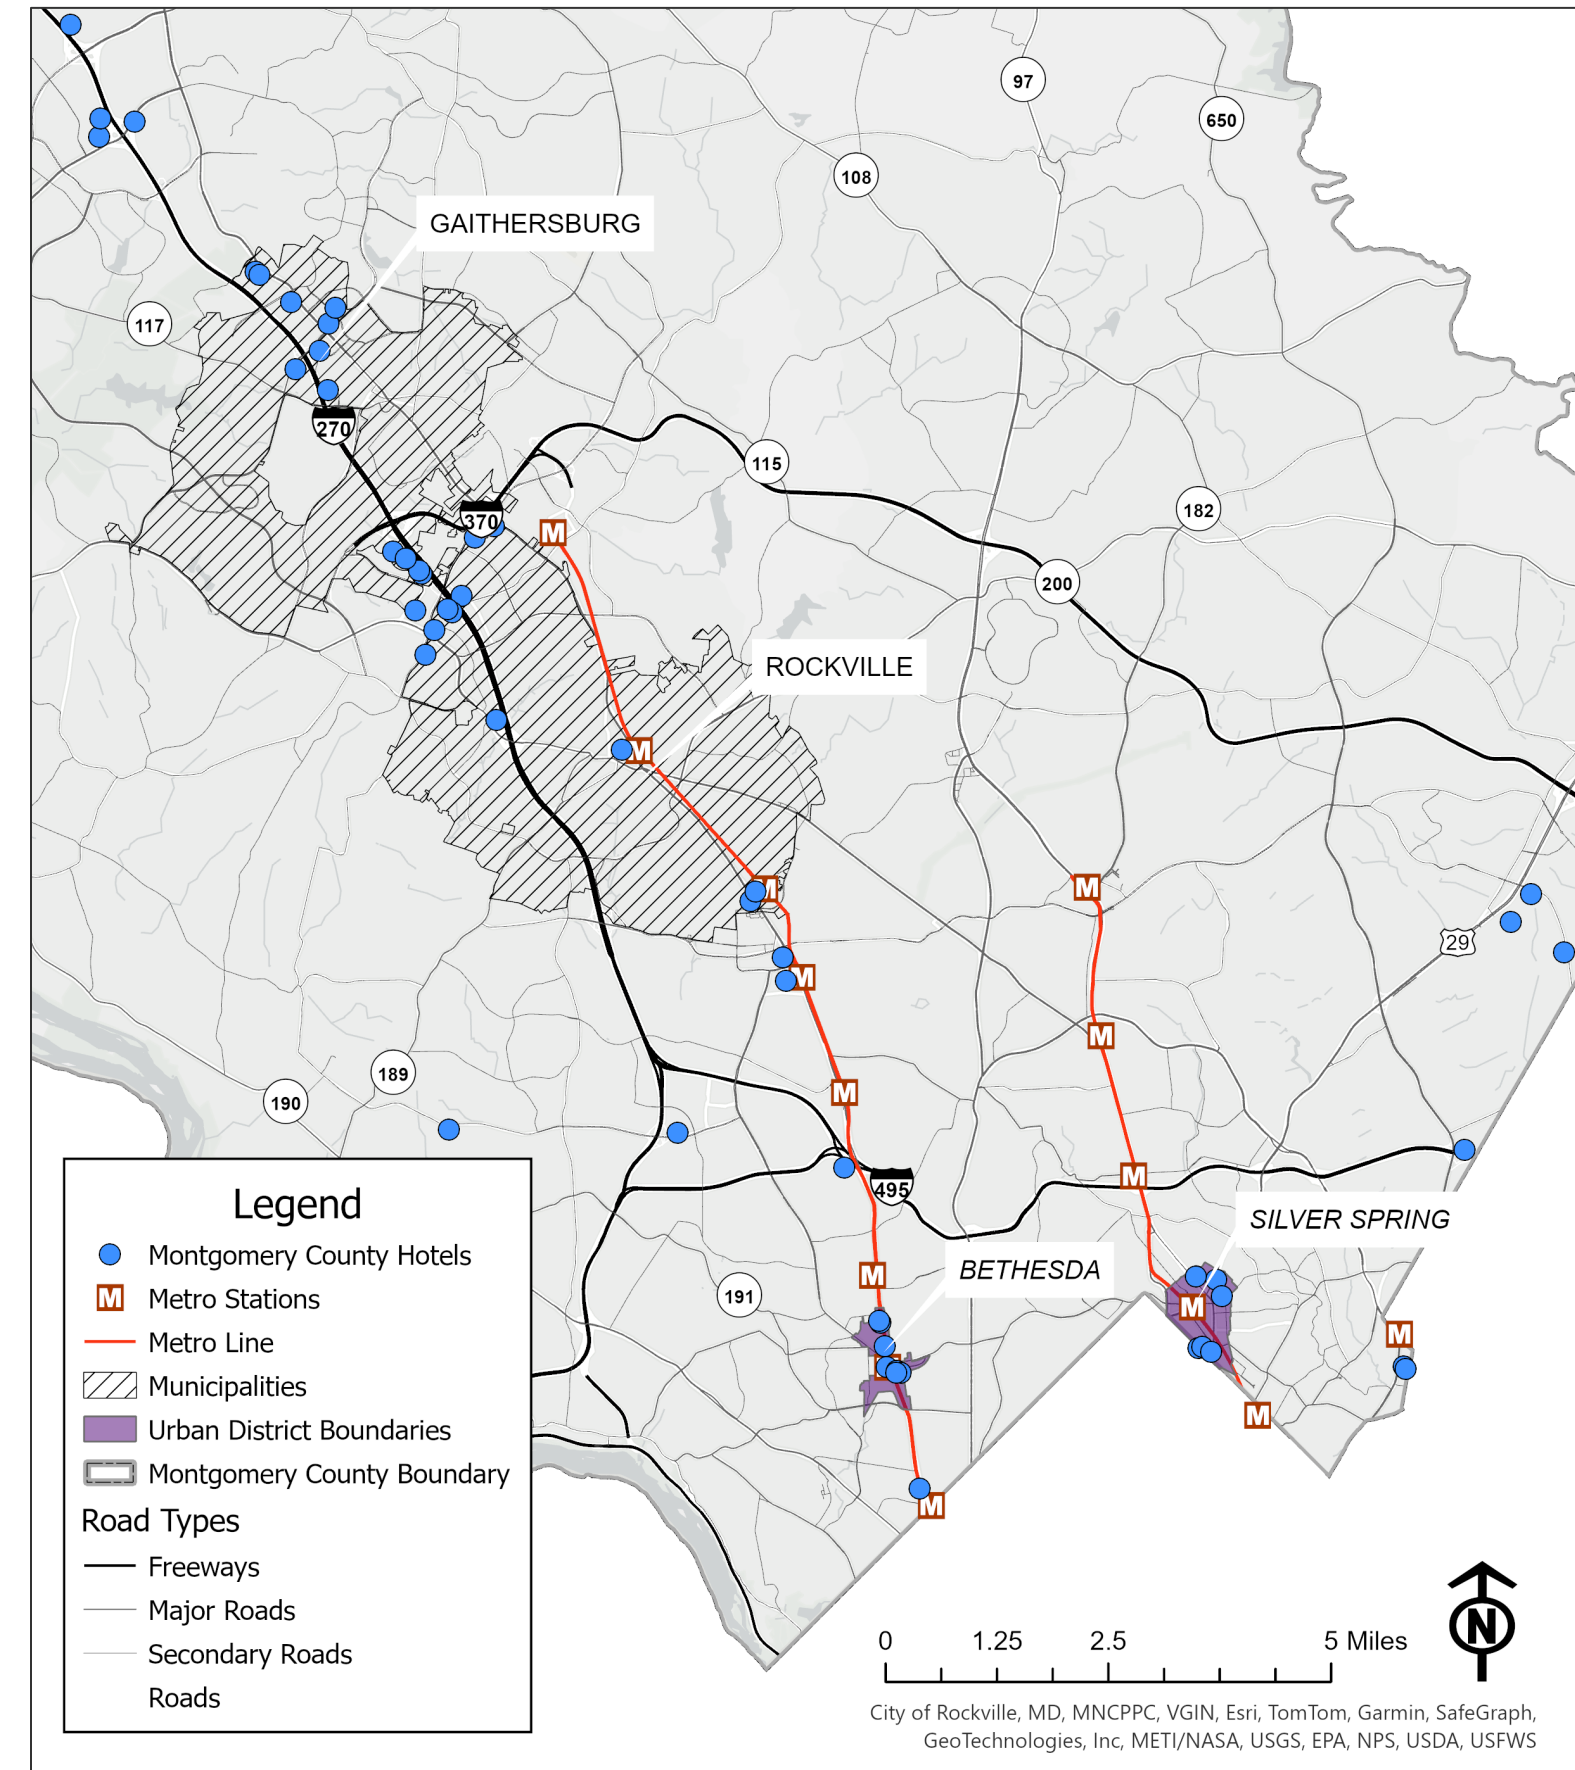 97
650
108
GAITHERSBURG
117
270
115
370
182
200
ROCKVILLE
29
189
190
495
SILVER SPRING
BETHESDA
191
M
M
M
M
M
M
M
M
M
M
M
M
M
M
Legend
Montgomery County Hotels
M Metro Stations
Metro Line
Municipalities
Urban District Boundaries
Montgomery County Boundary
Road Types
Freeways
Major Roads
Secondary Roads
Roads
0 1.25 2.5 5 Miles
N
City of Rockville, MD, MNCPPC, VGIN, Esri, TomTom, Garmin, SafeGraph,
GeoTechnologies, Inc, METI/NASA, USGS, EPA, NPS, USDA, USFWS